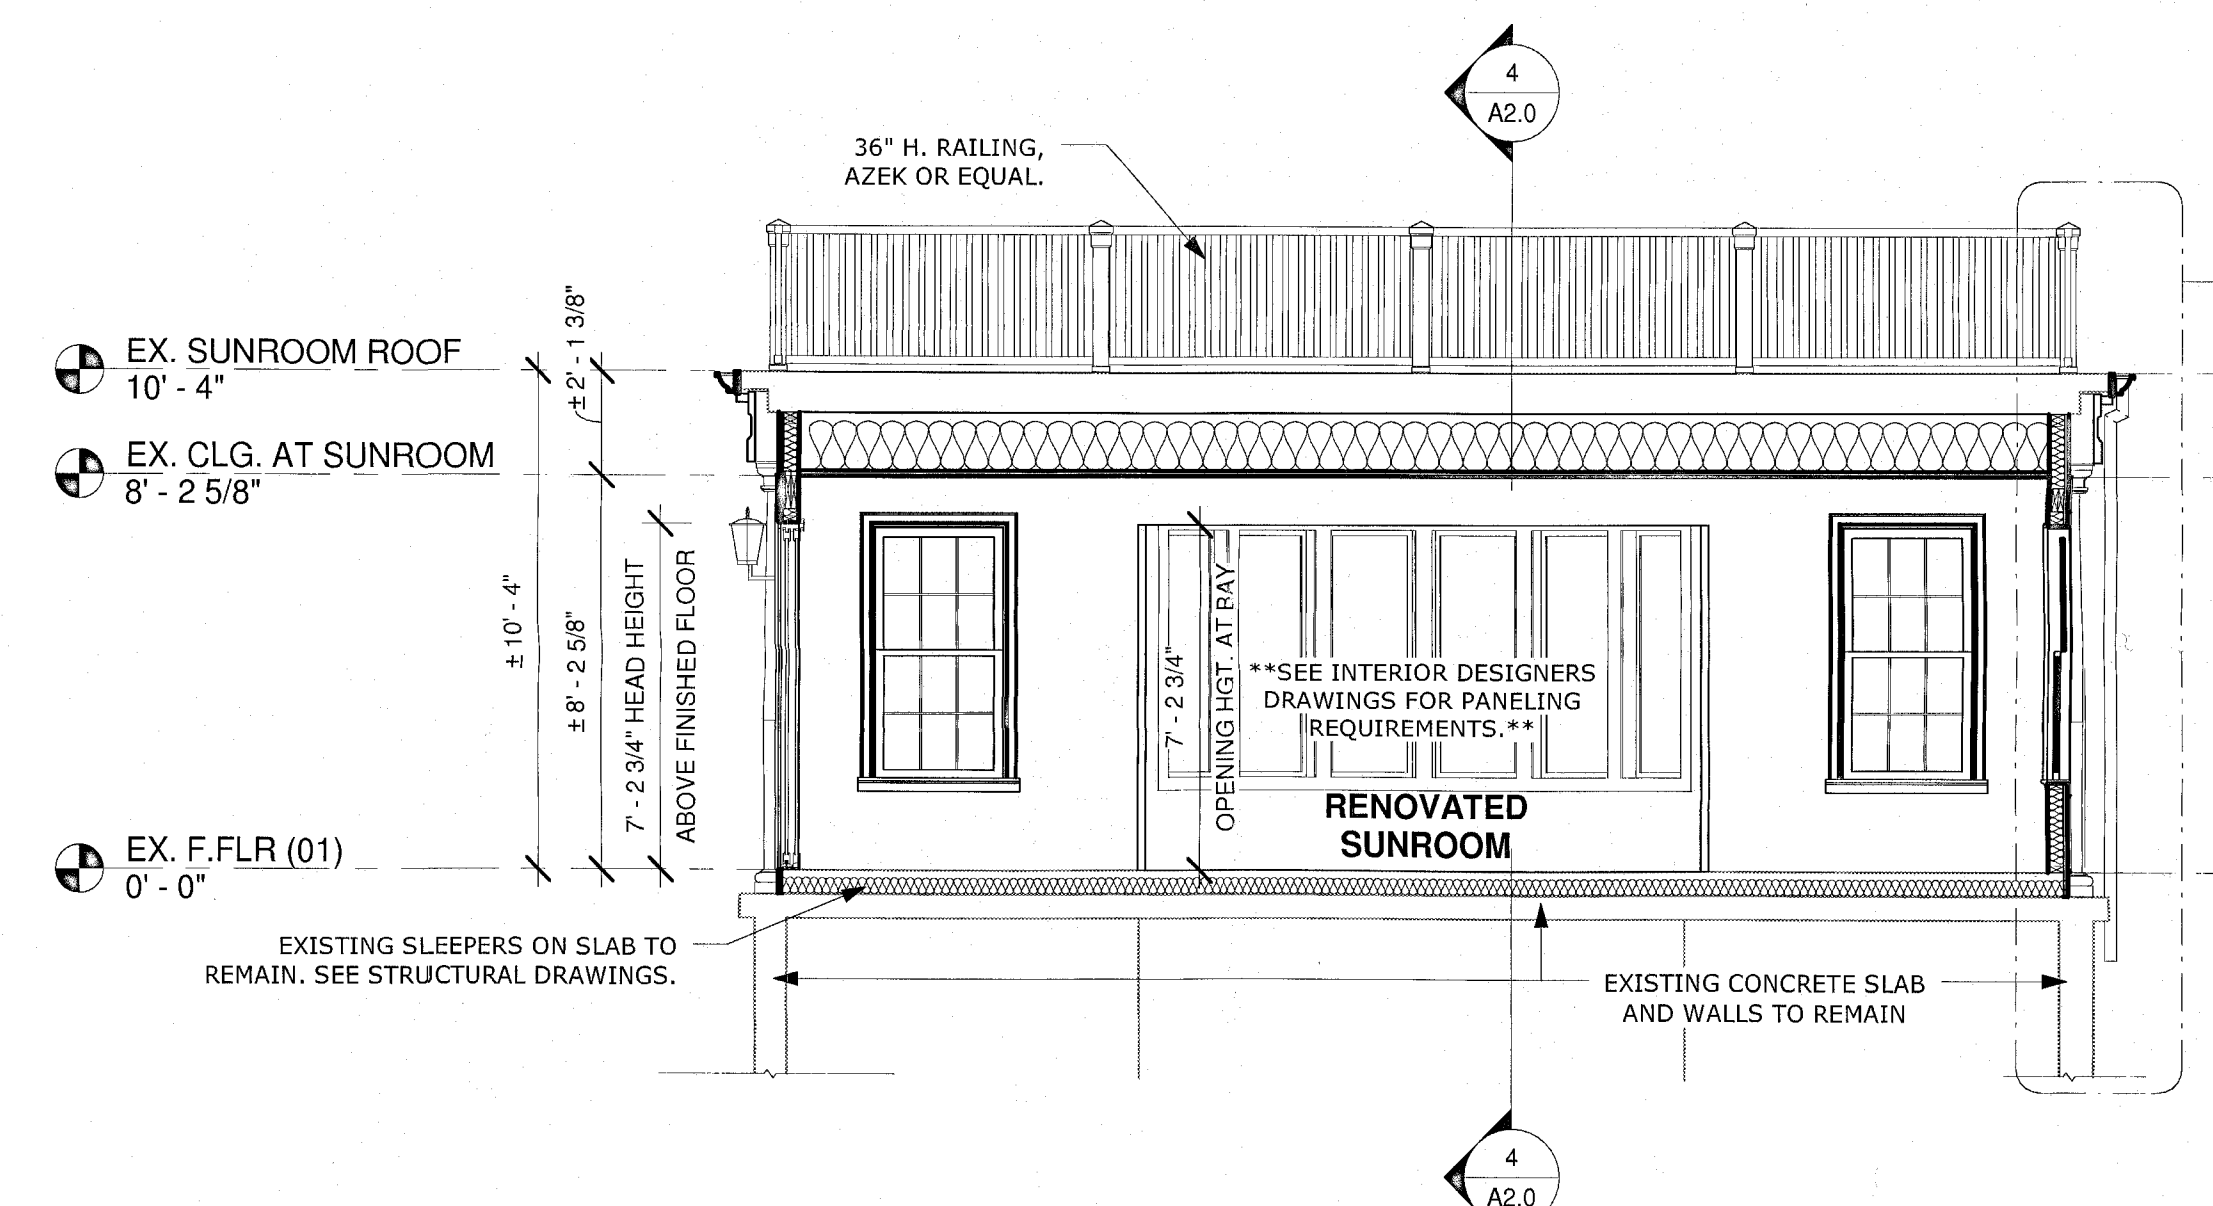 4
A2.0
36" H. RAILING,
AZEK OR EQUAL.
EX. SUNROOM ROOF
10' - 4"
±2' - 1 3/8"
EX. CLG. AT SUNROOM
8' - 2 5/8"
±10' - 4"
±8' - 2 5/8"
7' - 2 3/4" HEAD HEIGHT
ABOVE FINISHED FLOOR
7' - 2 3/4"
OPENING HGT. AT BAY
**SEE INTERIOR DESIGNERS
DRAWINGS FOR PANELING
REQUIREMENTS.**
RENOVATED
SUNROOM
EX. F.FLR (01)
0' - 0"
EXISTING SLEEPERS ON SLAB TO
REMAIN. SEE STRUCTURAL DRAWINGS.
EXISTING CONCRETE SLAB
AND WALLS TO REMAIN
4
A2.0